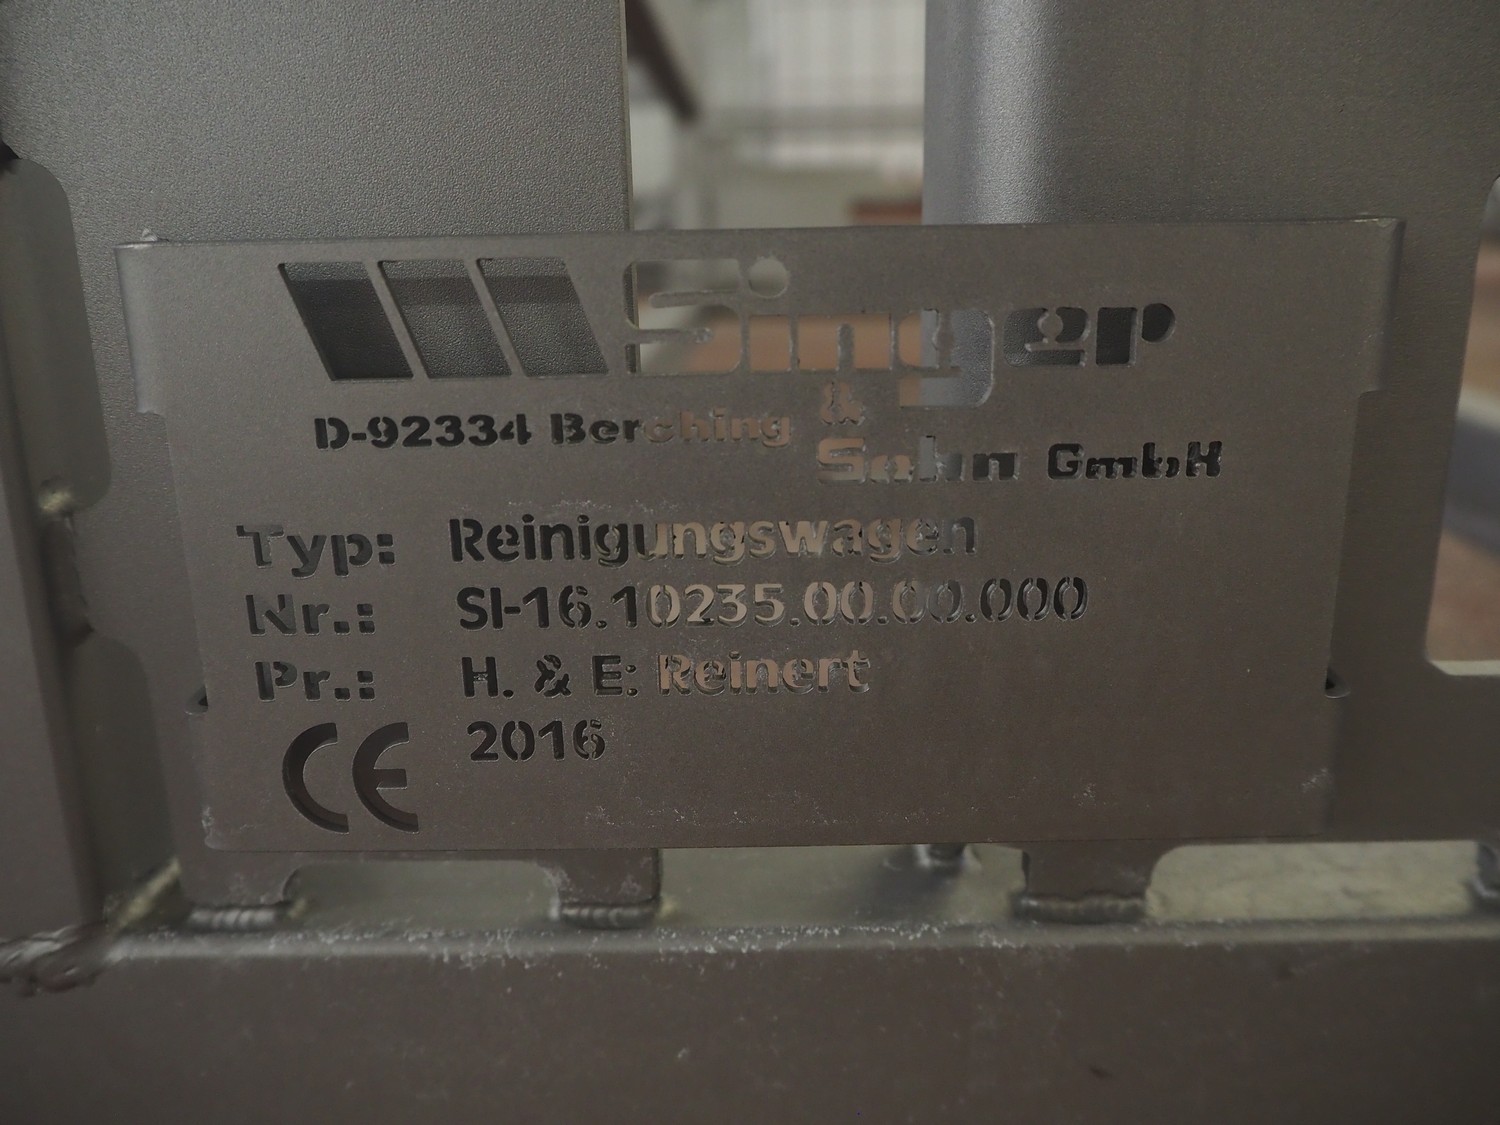 Singer
&
D-92334 Berching
Sohn GmbH
Typ: Reinigungswagen
Nr.: SI-16.10235.00.00.000
Pr.: H. & E. Reinert
CE 2016